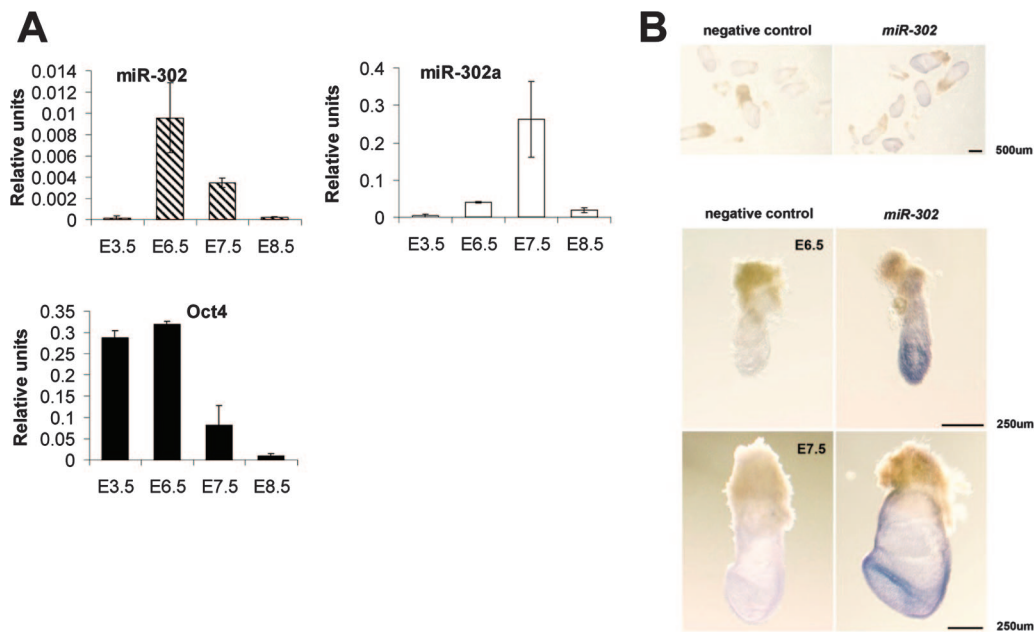 A
miR-302
Relative units
0.014
0.012
0.01
0.008
0.006
0.004
0.002
0
E3.5 E6.5 E7.5 E8.5
miR-302a
Relative units
0.4
0.3
0.2
0.1
0
E3.5 E6.5 E7.5 E8.5
Oct4
Relative units
0.35
0.3
0.25
0.2
0.15
0.1
0.05
0
E3.5 E6.5 E7.5 E8.5
B
negative control miR-302
500um
negative control miR-302
E6.5
250um
E7.5
250um